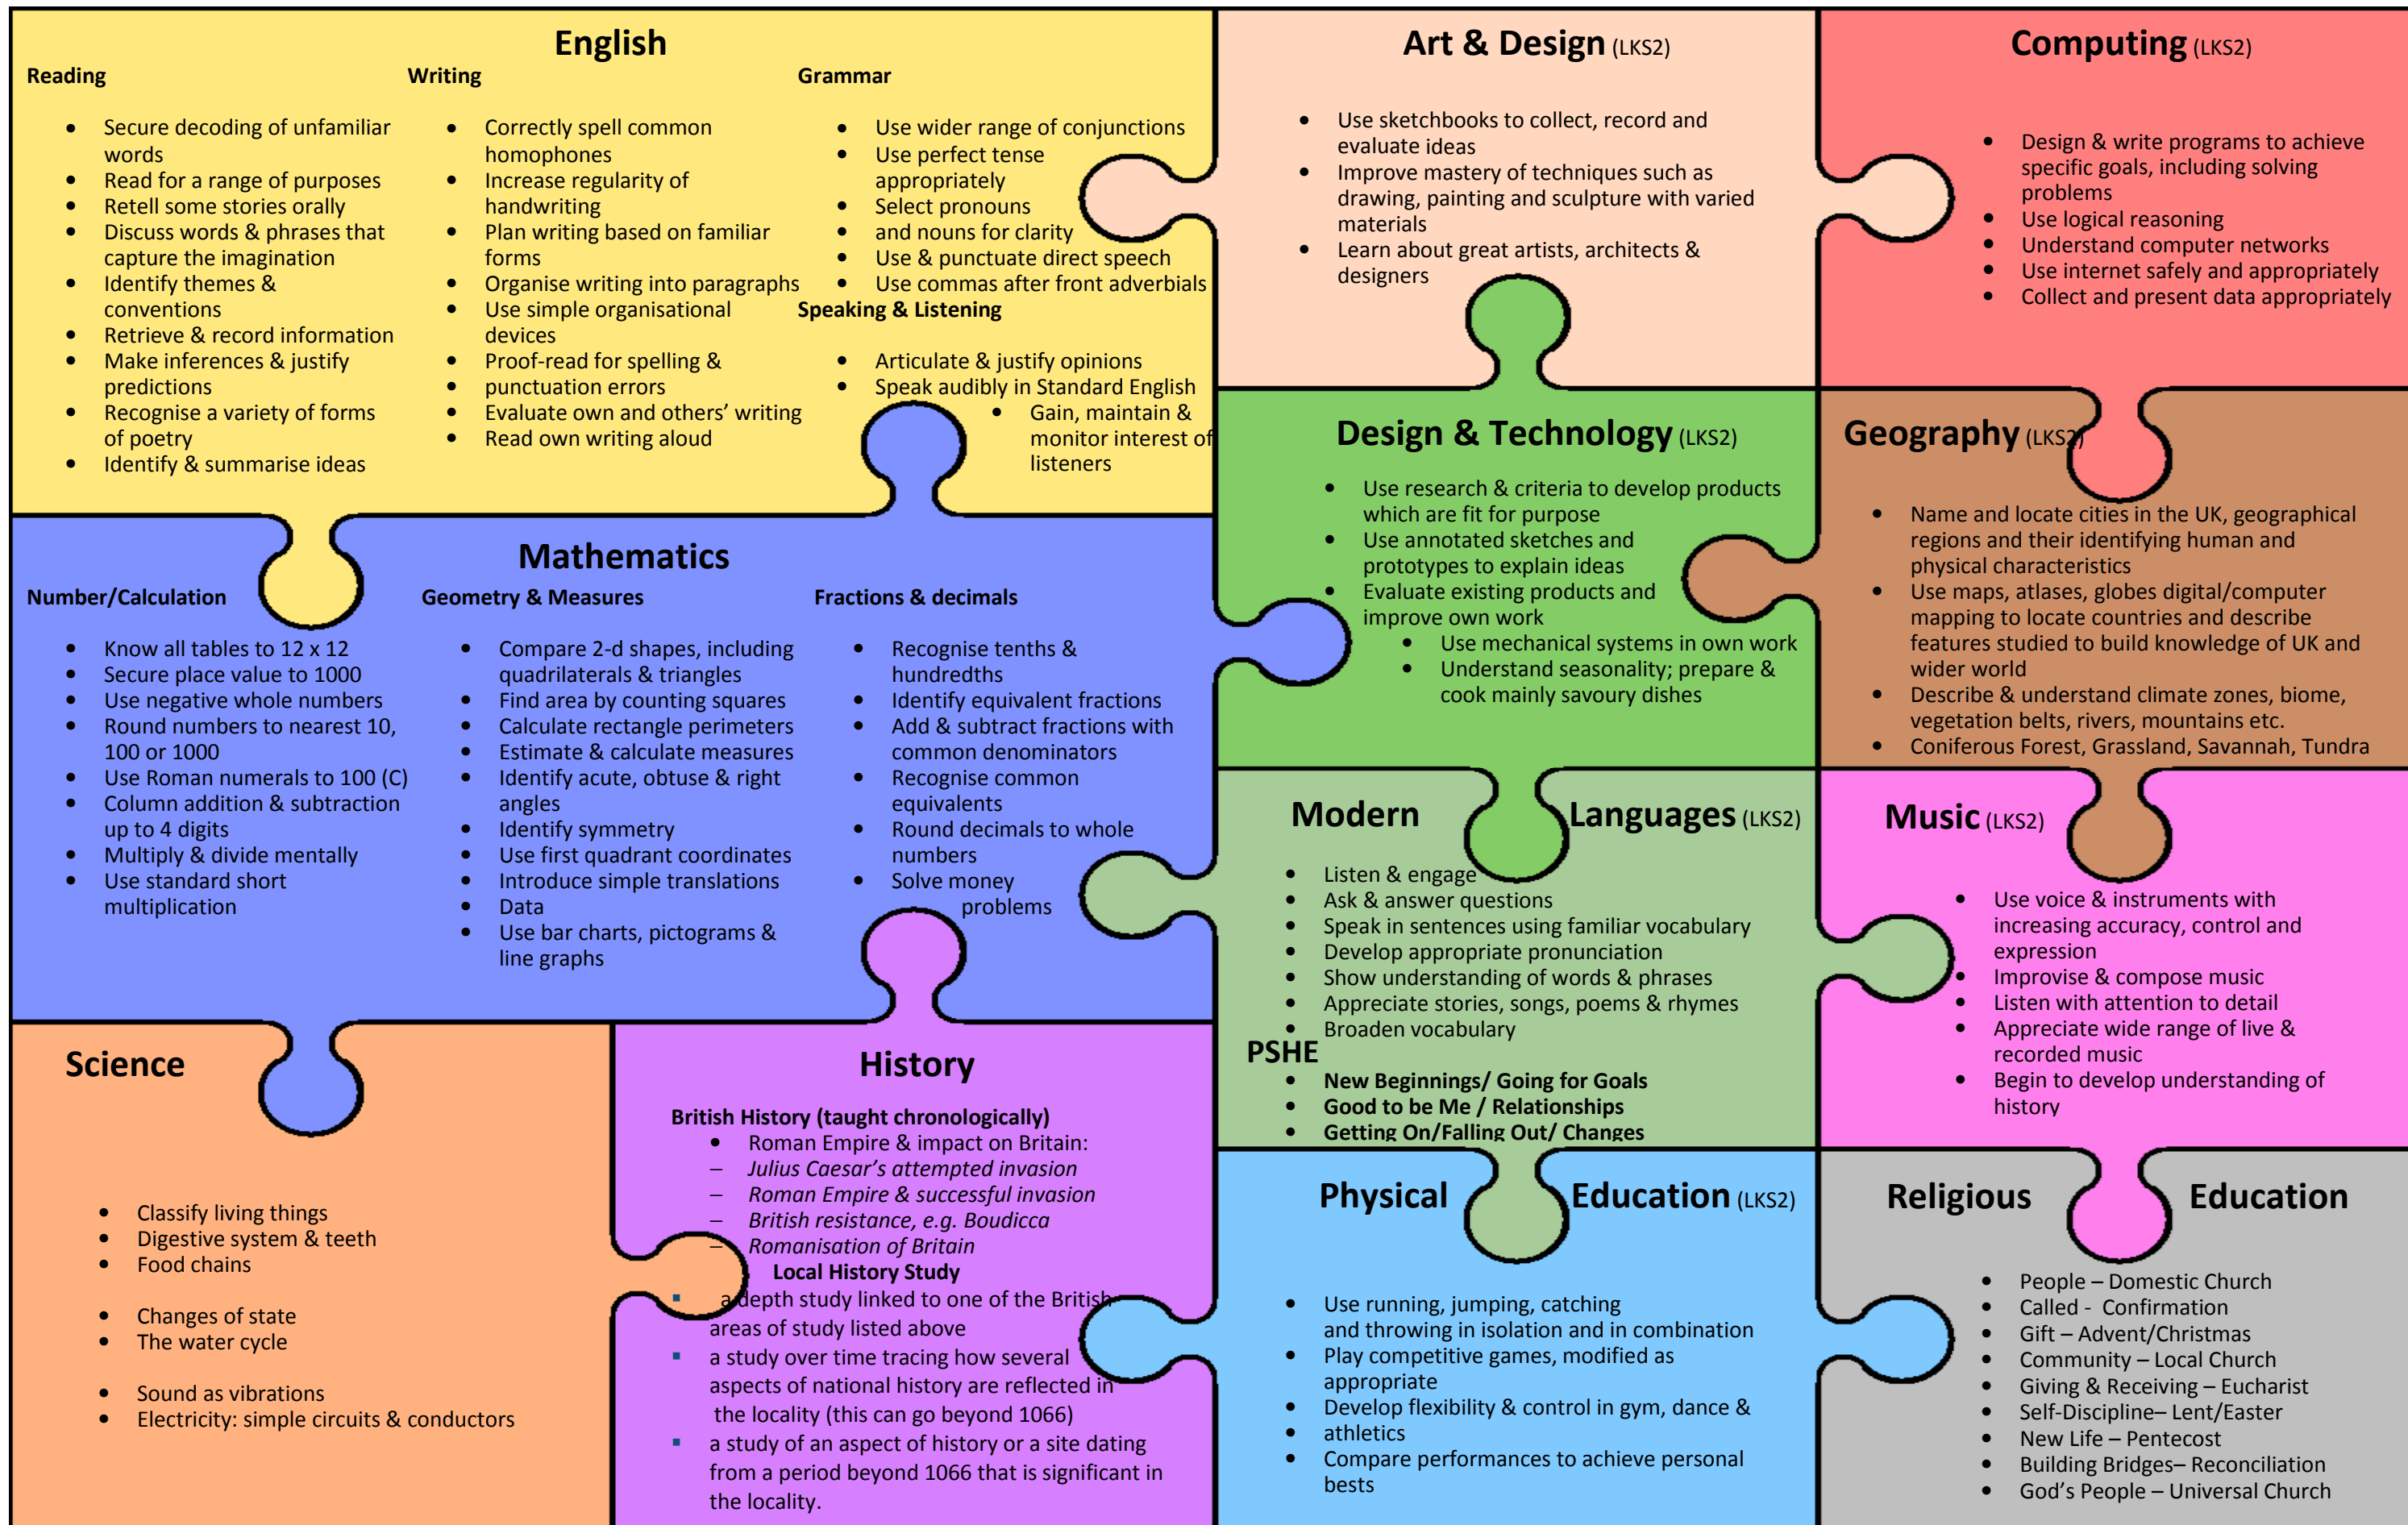 English
Reading
Secure decoding of unfamiliar
words
Read for a range of purposes
Retell some stories orally
Discuss words & phrases that
capture the imagination
Identify themes &
conventions
Retrieve & record information
Make inferences & justify
predictions
Recognise a variety of forms
of poetry
Identify & summarise ideas
Writing
Correctly spell common
homophones
Increase regularity of
handwriting
Plan writing based on familiar
forms
Organise writing into paragraphs
Use simple organisational
devices
Proof-read for spelling &
punctuation errors
Evaluate own and others' writing
Read own writing aloud
Grammar
Use wider range of conjunctions
Use perfect tense
appropriately
Select pronouns
and nouns for clarity
Use & punctuate direct speech
Use commas after front adverbials
Speaking & Listening
Articulate & justify opinions
Speak audibly in Standard English
Gain, maintain &
monitor interest of
listeners
Art & Design (LKS2)
Use sketchbooks to collect, record and
evaluate ideas
Improve mastery of techniques such as
drawing, painting and sculpture with varied
materials
Learn about great artists, architects &
designers
Computing (LKS2)
Design & write programs to achieve
specific goals, including solving
problems
Use logical reasoning
Understand computer networks
Use internet safely and appropriately
Collect and present data appropriately
Mathematics
Number/Calculation
Know all tables to 12 x 12
Secure place value to 1000
Use negative whole numbers
Round numbers to nearest 10,
100 or 1000
Use Roman numerals to 100 (C)
Column addition & subtraction
up to 4 digits
Multiply & divide mentally
Use standard short
multiplication
Geometry & Measures
Compare 2-d shapes, including
quadrilaterals & triangles
Find area by counting squares
Calculate rectangle perimeters
Estimate & calculate measures
Identify acute, obtuse & right
angles
Identify symmetry
Use first quadrant coordinates
Introduce simple translations
Data
Use bar charts, pictograms &
line graphs
Fractions & decimals
Recognise tenths &
hundredths
Identify equivalent fractions
Add & subtract fractions with
common denominators
Recognise common
equivalents
Round decimals to whole
numbers
Solve money
problems
Design & Technology (LKS2)
Use research & criteria to develop products
which are fit for purpose
Use annotated sketches and
prototypes to explain ideas
Evaluate existing products and
improve own work
Use mechanical systems in own work
Understand seasonality; prepare &
cook mainly savoury dishes
Geography (LKS2)
Name and locate cities in the UK, geographical
regions and their identifying human and
physical characteristics
Use maps, atlases, globes digital/computer
mapping to locate countries and describe
features studied to build knowledge of UK and
wider world
Describe & understand climate zones, biome,
vegetation belts, rivers, mountains etc.
Coniferous Forest, Grassland, Savannah, Tundra
Modern Languages (LKS2)
Listen & engage
Ask & answer questions
Speak in sentences using familiar vocabulary
Develop appropriate pronunciation
Show understanding of words & phrases
Appreciate stories, songs, poems & rhymes
Broaden vocabulary
PSHE
New Beginnings/ Going for Goals
Good to be Me / Relationships
Getting On/Falling Out/ Changes
Music (LKS2)
Use voice & instruments with
increasing accuracy, control and
expression
Improvise & compose music
Listen with attention to detail
Appreciate wide range of live &
recorded music
Begin to develop understanding of
history
Science
Classify living things
Digestive system & teeth
Food chains
Changes of state
The water cycle
Sound as vibrations
Electricity: simple circuits & conductors
History
British History (taught chronologically)
Roman Empire & impact on Britain:
– Julius Caesar's attempted invasion
– Roman Empire & successful invasion
– British resistance, e.g. Boudicca
– Romanisation of Britain
Local History Study
a depth study linked to one of the British
areas of study listed above
a study over time tracing how several
aspects of national history are reflected in
the locality (this can go beyond 1066)
a study of an aspect of history or a site dating
from a period beyond 1066 that is significant in
the locality.
Physical Education (LKS2)
Use running, jumping, catching
and throwing in isolation and in combination
Play competitive games, modified as
appropriate
Develop flexibility & control in gym, dance &
athletics
Compare performances to achieve personal
bests
Religious Education
People – Domestic Church
Called - Confirmation
Gift – Advent/Christmas
Community – Local Church
Giving & Receiving – Eucharist
Self-Discipline– Lent/Easter
New Life – Pentecost
Building Bridges– Reconciliation
God's People – Universal Church